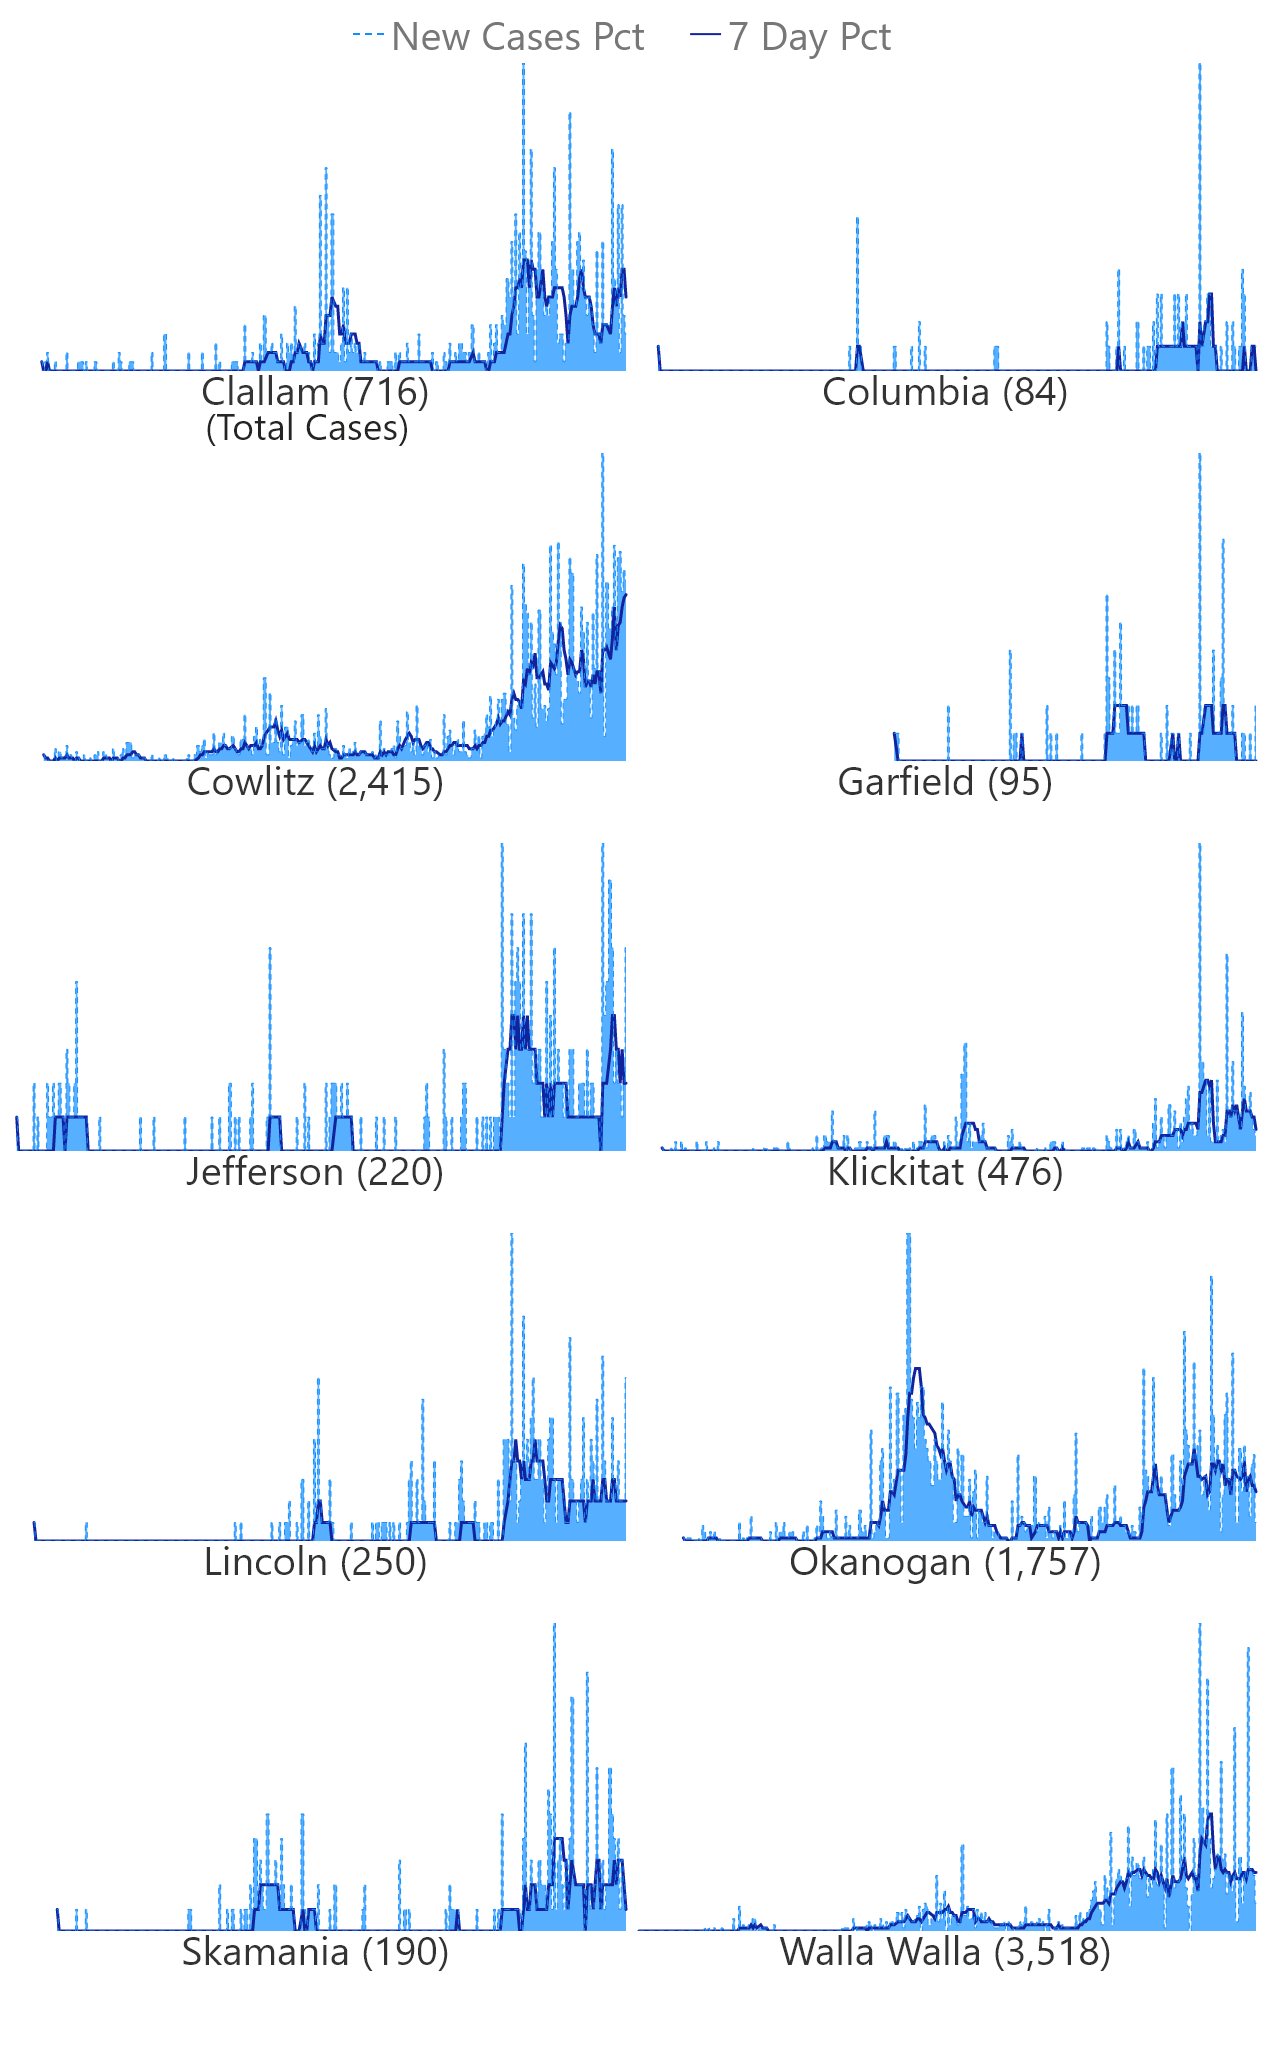 New Cases Pct 7 Day Pct
Clallam (716) Columbia (84)
(Total Cases)
Cowlitz (2,415) Garfield (95)
Jefferson (220) Klickitat (476)
Lincoln (250) Okanogan (1,757)
Skamania (190) Walla Walla (3,518)